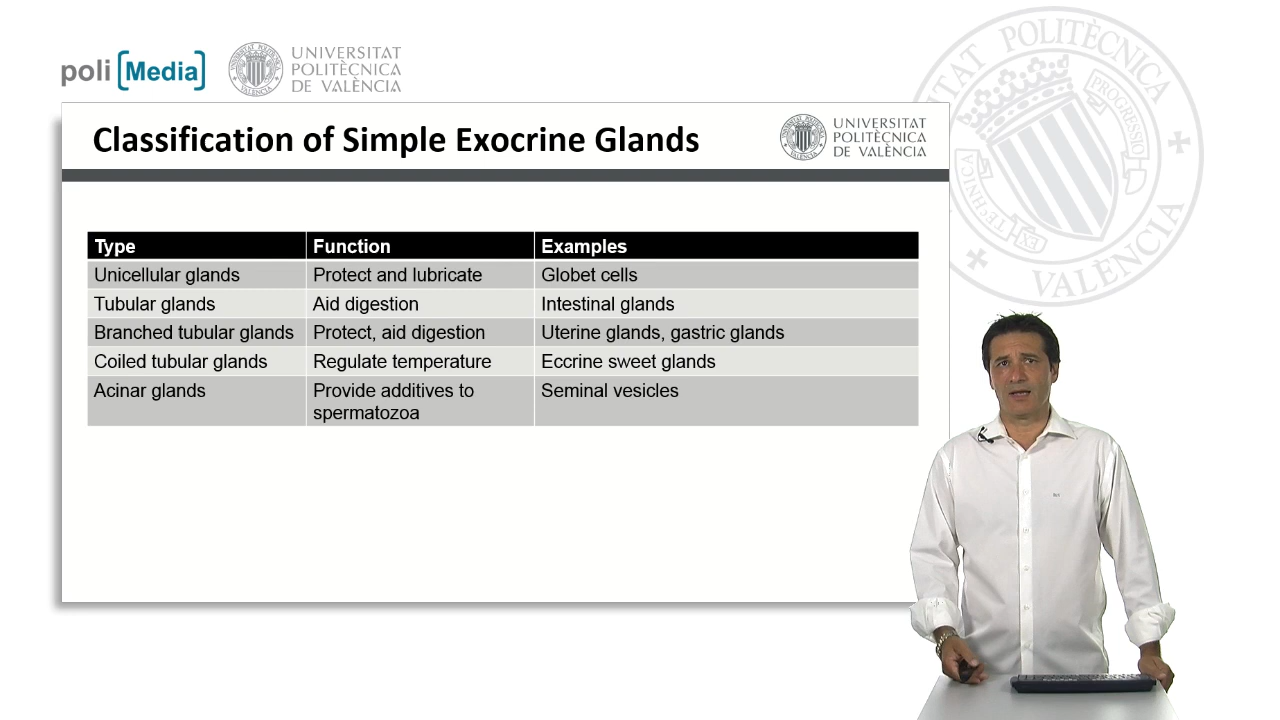 poli [Media]
UNIVERSITAT
POLITÈCNICA
DE VALÈNCIA
Classification of Simple Exocrine Glands
UNIVERSITAT
POLITÈCNICA
DE VALÈNCIA
Type Function Examples
Unicellular glands Protect and lubricate Globet cells
Tubular glands Aid digestion Intestinal glands
Branched tubular glands Protect, aid digestion Uterine glands, gastric glands
Coiled tubular glands Regulate temperature Eccrine sweet glands
Acinar glands Provide additives to spermatozoa Seminal vesicles
POLITÈCNICA
VALÈNCIA
PROGRESSIO